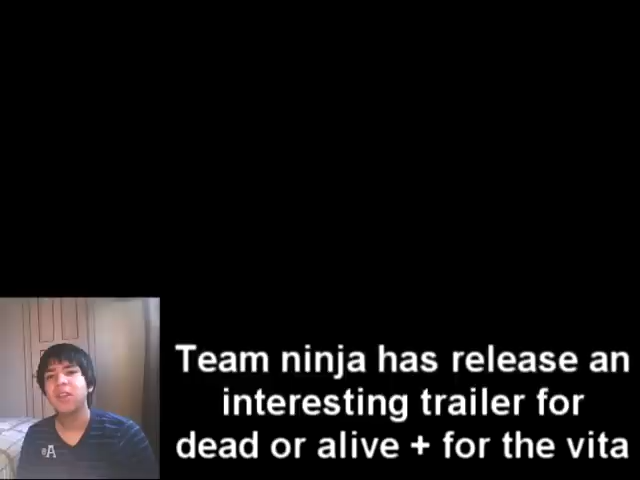 Team ninja has release an
interesting trailer for
dead or alive + for the vita